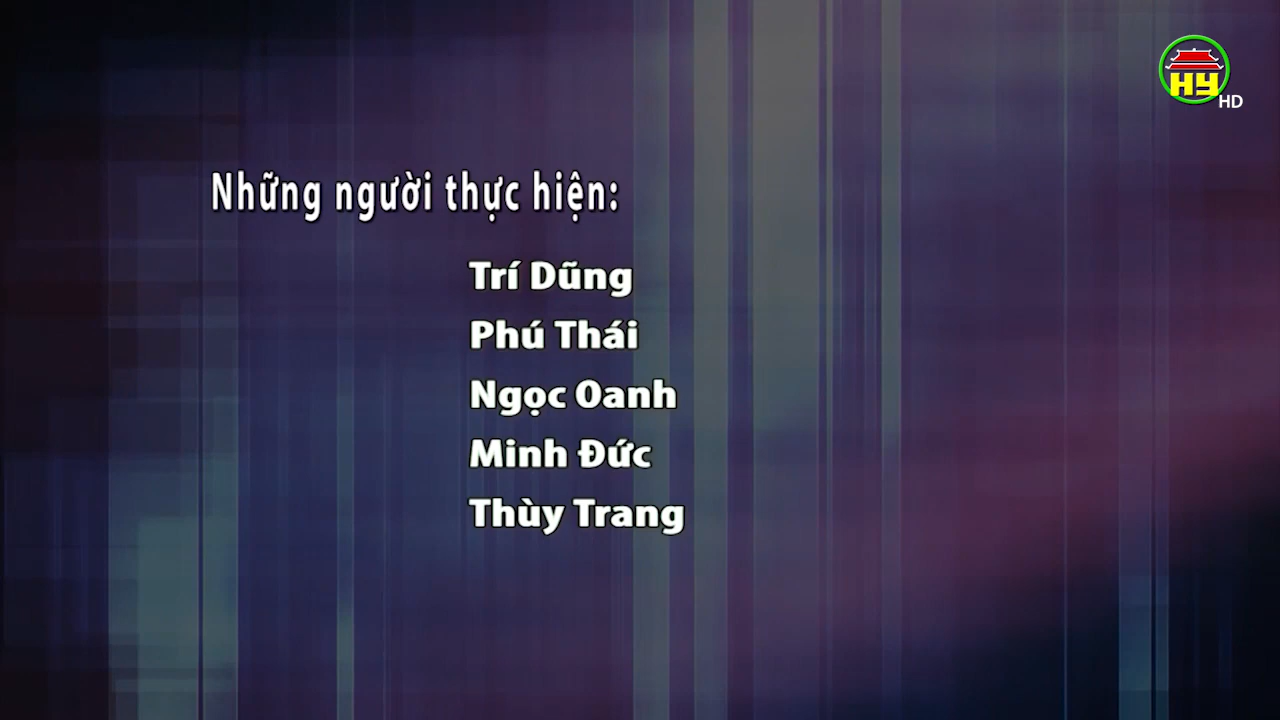 HY
HD
Những người thực hiện:
Trí Dũng
Phú Thái
Ngọc Oanh
Minh Đức
Thùy Trang